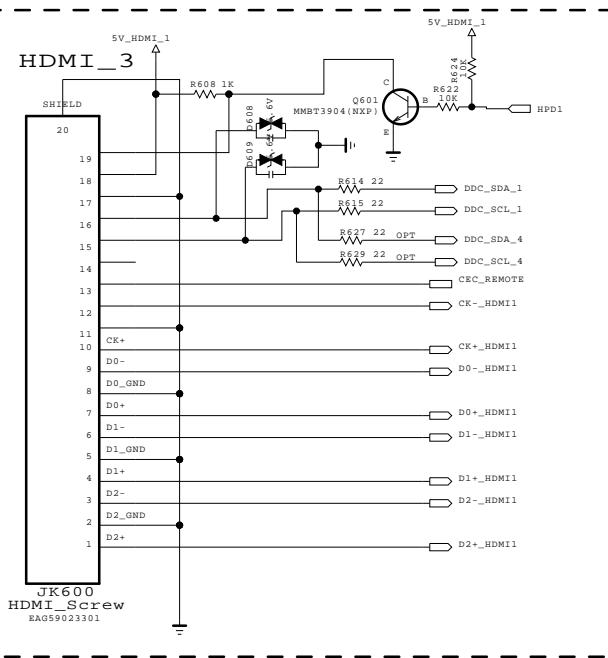 5V_HDMI_1
5V_HDMI_1
HDMI_3
R624
10K
R608 1K
C
Q601
MMBT3904(NXP)
B
E
R622
10K
HPD1
SHIELD
20
D608
D609
19
18
17
16
15
14
13
12
11
10
9
8
7
6
5
4
3
2
1
R614 22
DDC_SDA_1
R615 22
DDC_SCL_1
R627 22 OPT
DDC_SDA_4
R629 22 OPT
DDC_SCL_4
CEC_REMOTE
CK-_HDMI1
CK+
CK+_HDMI1
D0-
D0-_HDMI1
D0_GND
D0+
D0+_HDMI1
D1-
D1-_HDMI1
D1_GND
D1+
D1+_HDMI1
D2-
D2-_HDMI1
D2_GND
D2+
D2+_HDMI1
JK600
HDMI_Screw
EAG59023301